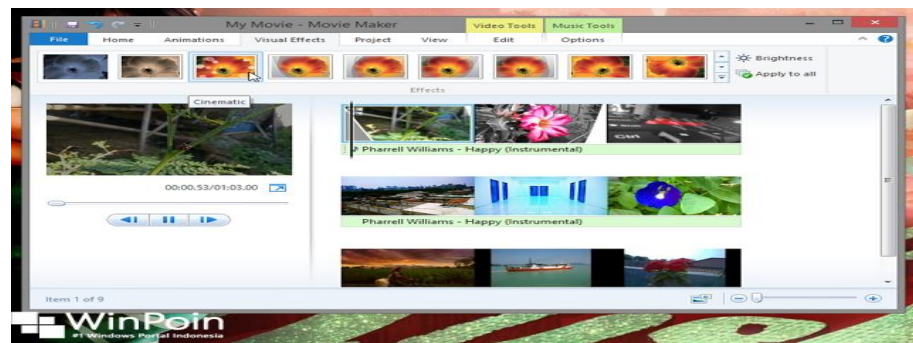 My Movie - Movie Maker
Video Tools
Music Tools
File
Home
Animations
Visual Effects
Project
View
Edit
Options
Brightness
Apply to all
Effects
Cinematic
Pharrell Williams - Happy (Instrumental)
00:00.53/01:03.00
Pharrell Williams - Happy (Instrumental)
Item 1 of 9
WinPoin
#1 Windows Portal Indonesia